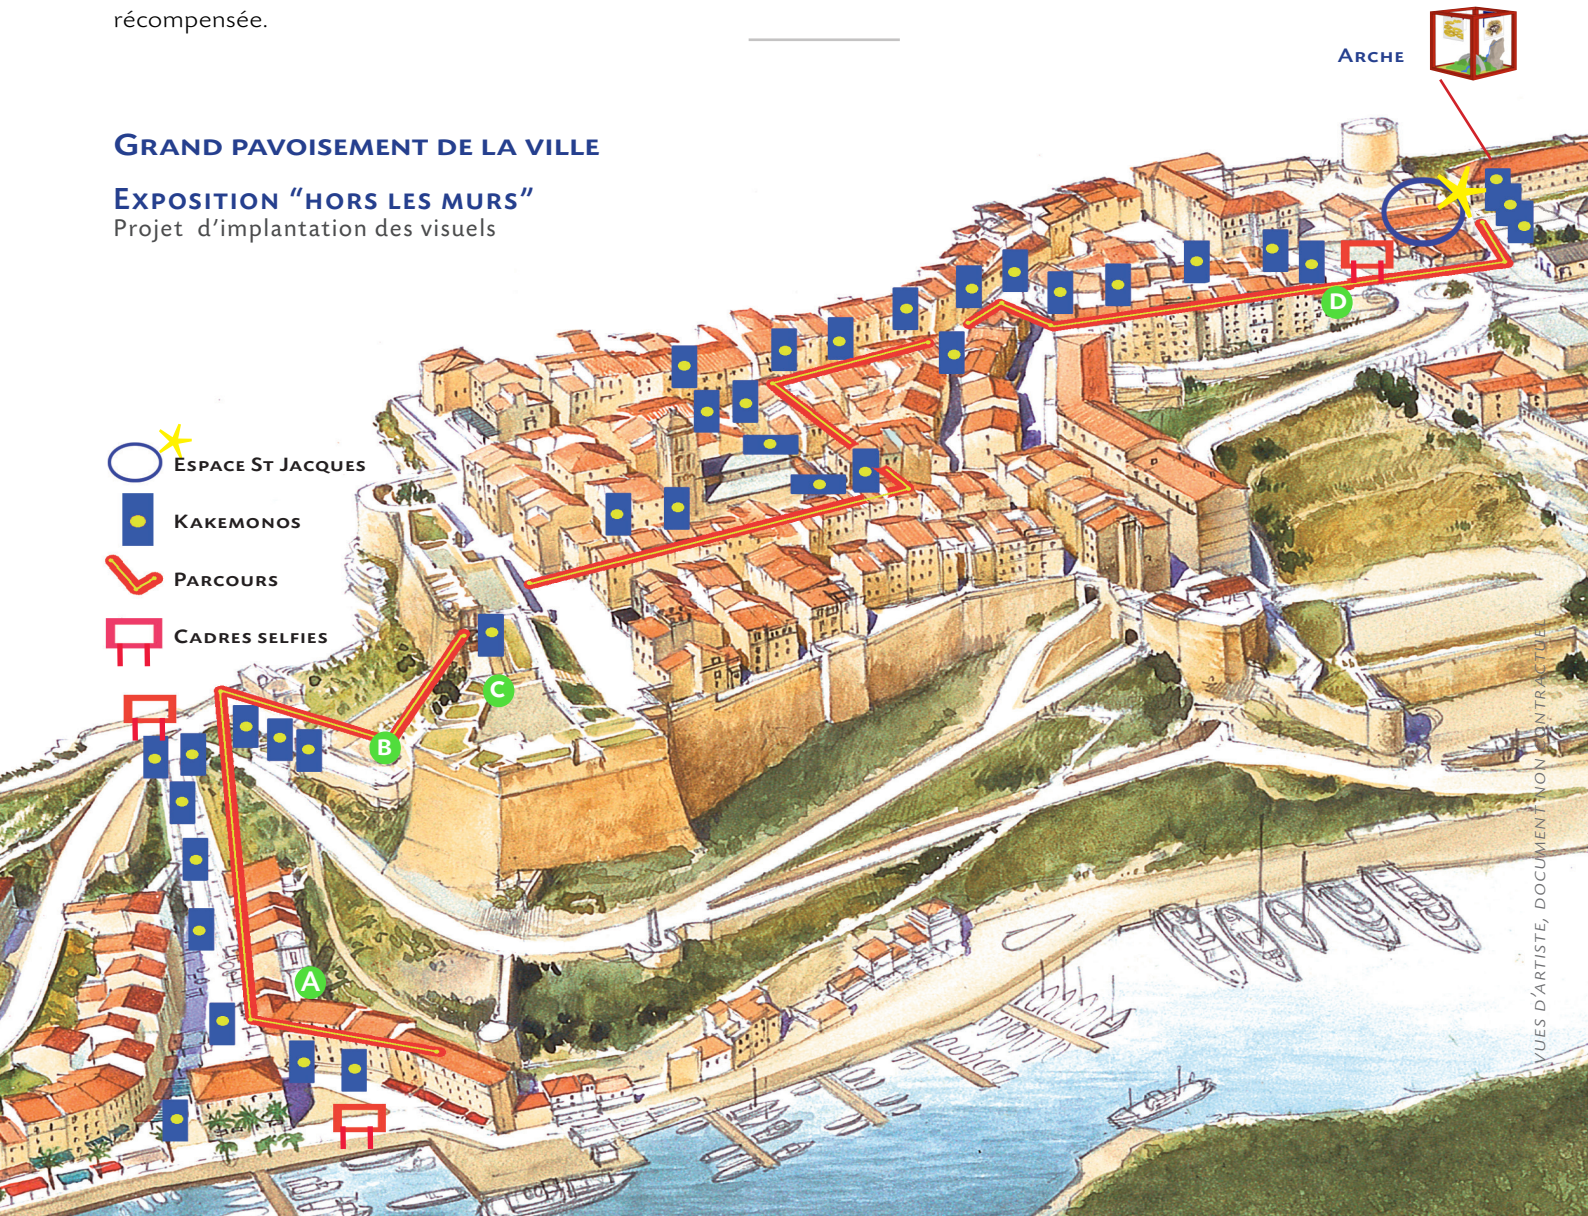 récompensée.
ARCHE
GRAND PAVOISEMENT DE LA VILLE
EXPOSITION “HORS LES MURS”
Projet d’implantation des visuels
ESPACE ST JACQUES
KAKEMONOS
PARCOURS
CADRES SELFIES
D
C
B
A
VUES D’ARTISTE, DOCUMENT NON CONTRACTUEL